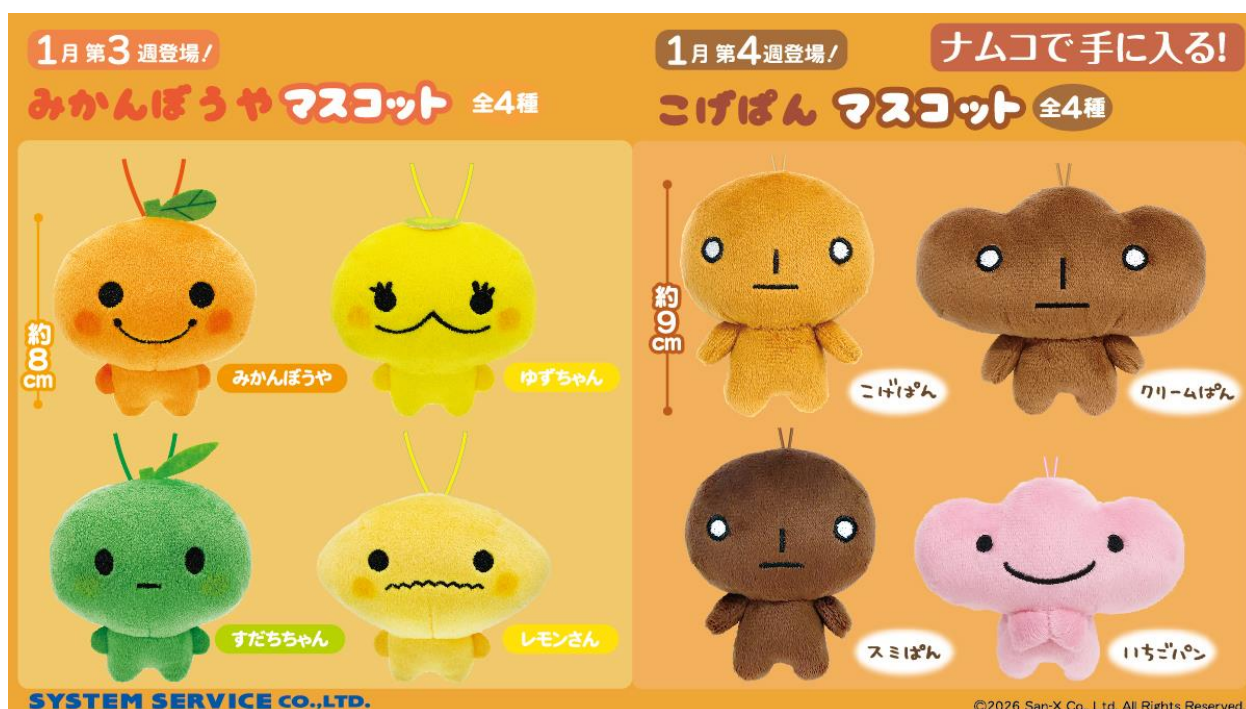 1月 第3週登場!
みかんぼうや マスコット 全4種
約8cm
みかんぼうや
ゆずちゃん
すだちちゃん
レモンさん
SYSTEM SERVICE CO.,LTD.
1月 第4週登場!
ナムコで手に入る!
こげぱん マスコット 全4種
約9cm
こげぱん
クリームぱん
スミぱん
いちごパン
©2026 San-X Co., Ltd. All Rights Reserved.